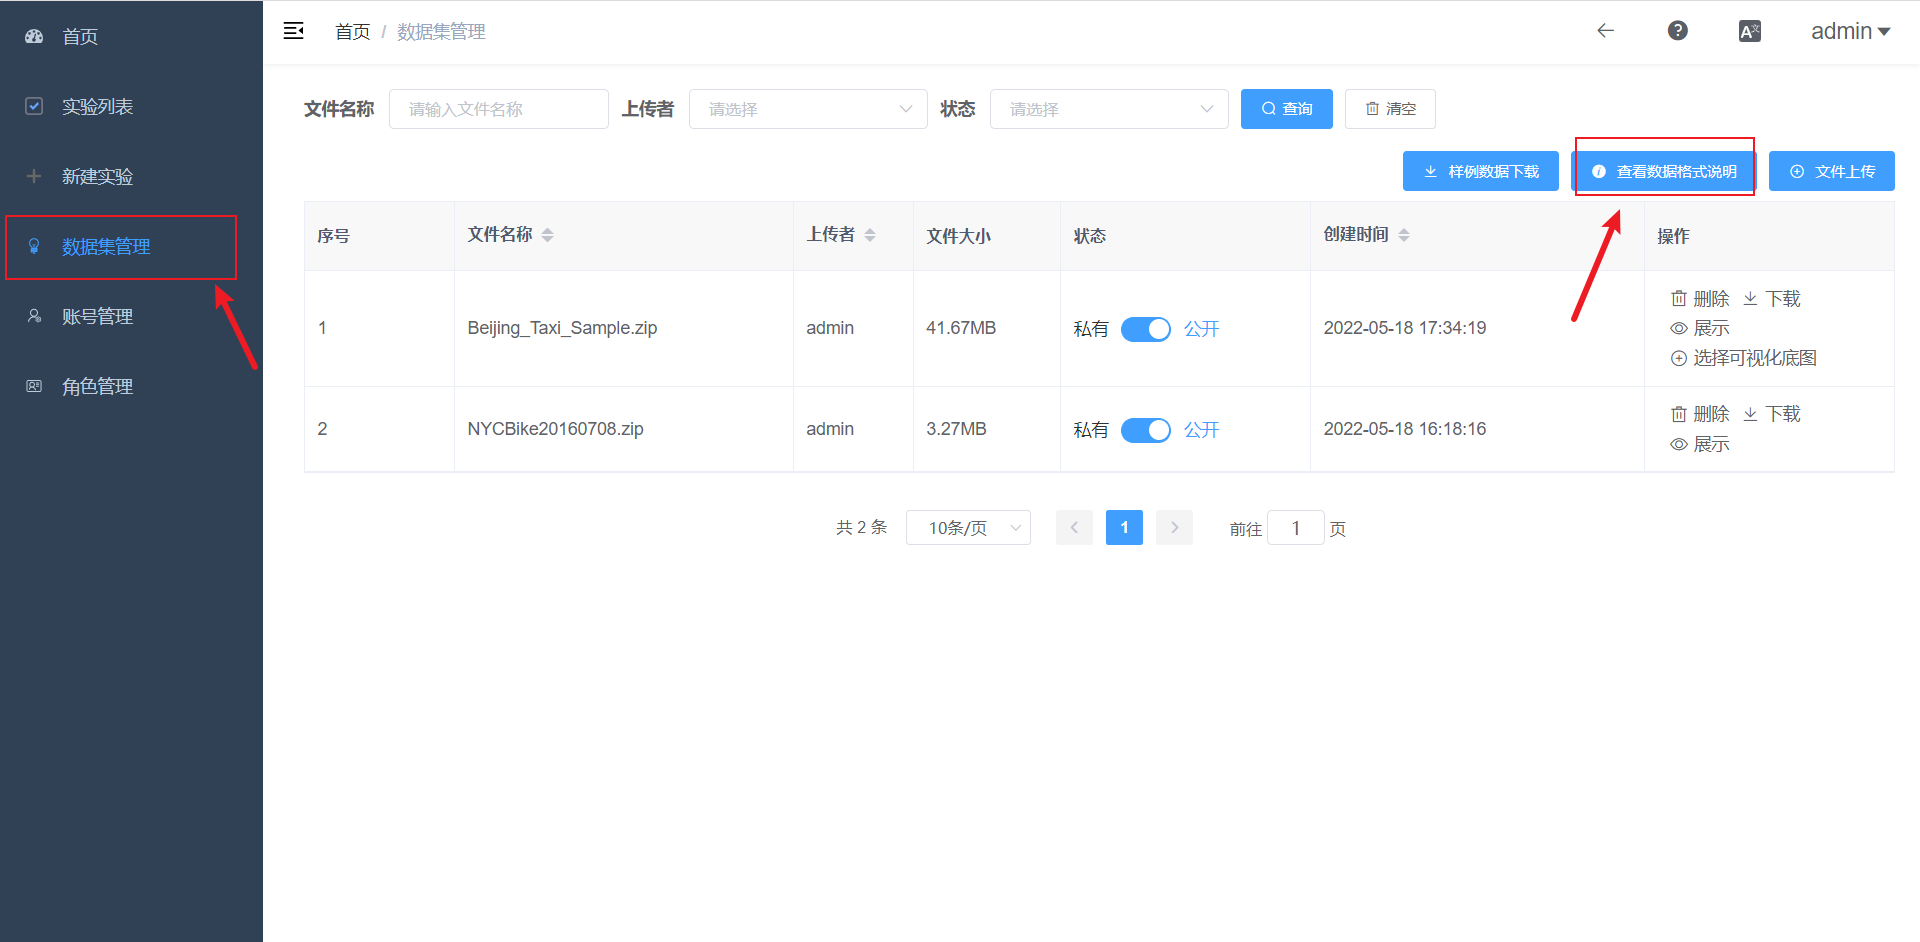 首页
实验列表
新建实验
数据集管理
账号管理
角色管理
首页 / 数据集管理
admin
文件名称 请输入文件名称 上传者 请选择 状态 请选择 查询 清空
样例数据下载 查看数据格式说明 文件上传
序号 文件名称 上传者 文件大小 状态 创建时间 操作
1 Beijing_Taxi_Sample.zip admin 41.67MB 私有 公开 2022-05-18 17:34:19 删除 下载
展示
选择可视化底图
2 NYCBike20160708.zip admin 3.27MB 私有 公开 2022-05-18 16:18:16 删除 下载
展示
共 2 条 10条/页 1 前往 1 页